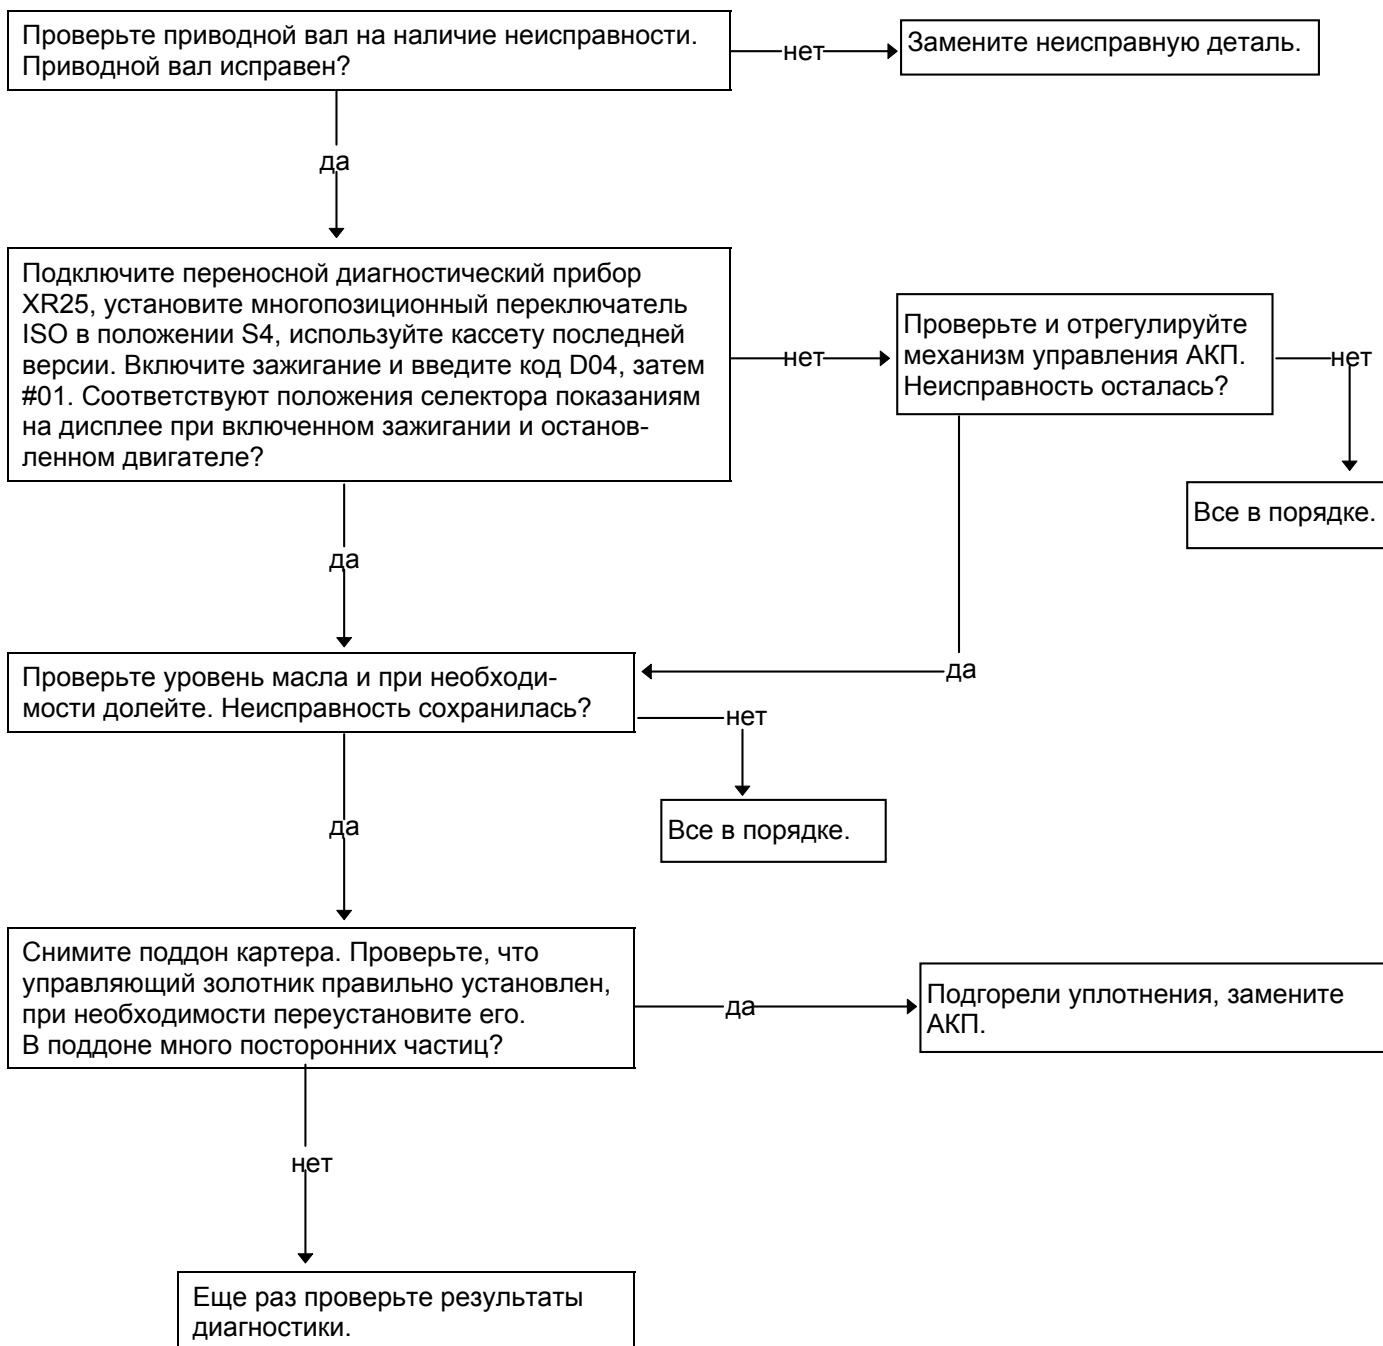 Проверьте приводной вал на наличие неисправности.
Приводной вал исправен?
нет
Замените неисправную деталь.
да
Подключите переносной диагностический прибор
XR25, установите многопозиционный переключатель
ISO в положении S4, используйте кассету последней
версии. Включите зажигание и введите код D04, затем
#01. Соответствуют положения селектора показаниям
на дисплее при включенном зажигании и останов-
ленном двигателе?
нет
Проверьте и отрегулируйте
механизм управления АКП.
Неисправность осталась?
нет
Все в порядке.
да
да
Проверьте уровень масла и при необходи-
мости долейте. Неисправность сохранилась?
нет
Все в порядке.
да
Снимите поддон картера. Проверьте, что
управляющий золотник правильно установлен,
при необходимости переустановите его.
В поддоне много посторонних частиц?
да
Подгорели уплотнения, замените
АКП.
нет
Еще раз проверьте результаты
диагностики.